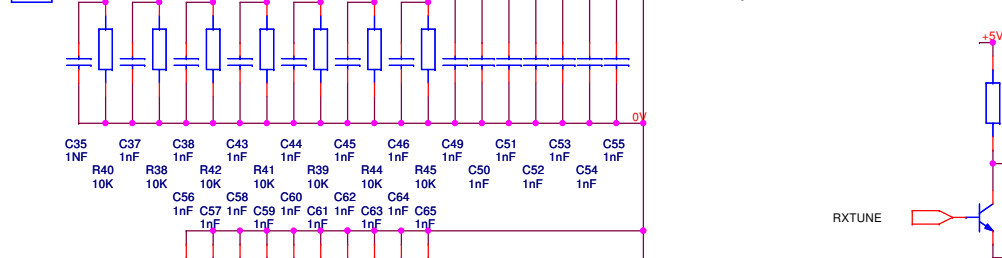 +5V
0V
C35 C37 C38 C43 C44 C45 C46 C49 C51 C53 C55
1NF 1nF 1nF 1nF 1nF 1nF 1nF 1nF 1nF 1nF 1nF
R40 R38 R42 R41 R39 R44 R45 C50 C52 C54
10K 10K 10K 10K 10K 10K 10K 1nF 1nF 1nF
C56 C58 C60 C62 C64
1nF 1nF 1nF 1nF 1nF
C57 C59 C61 C63 C65
1nF 1nF 1nF 1nF 1nF
RXTUNE